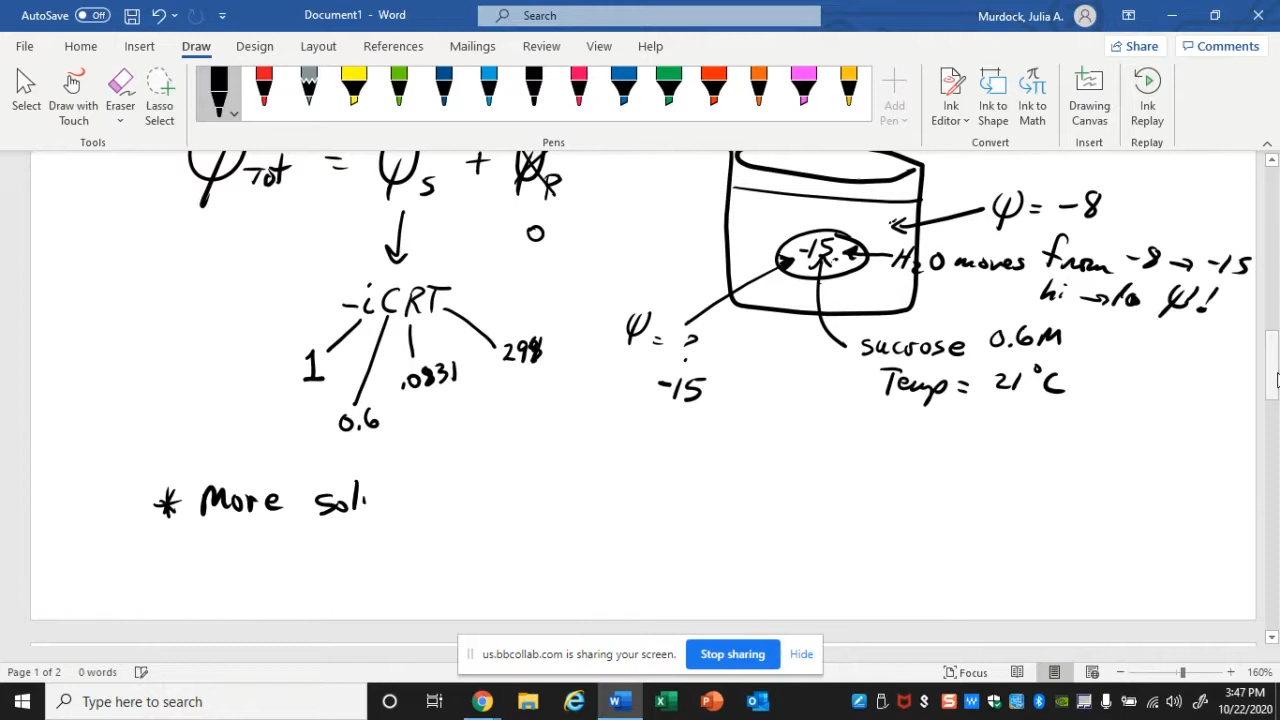 AutoSave Off Document1 - Word Search Murdock, Julia A.
File Home Insert Draw Design Layout References Mailings Review View Help Share Comments
Select Draw with Touch Eraser Lasso Select Add Pen Ink Editor Ink to Shape Ink to Math Drawing Canvas Ink Replay
Tools Pens Convert Insert Replay
ψTot = ψS + ψP
0
ψ = -8
-15
H2O moves from -8 → -15
hi → lo ψ!
-iCRT
1
0.6
.0831
298
ψ = ?
-15
sucrose 0.6M
Temp = 21°C
* More sol
us.bbcollab.com is sharing your screen. Stop sharing Hide
Page 1 of 2 0 words Focus 160%
Type here to search 3:47 PM
10/22/2020